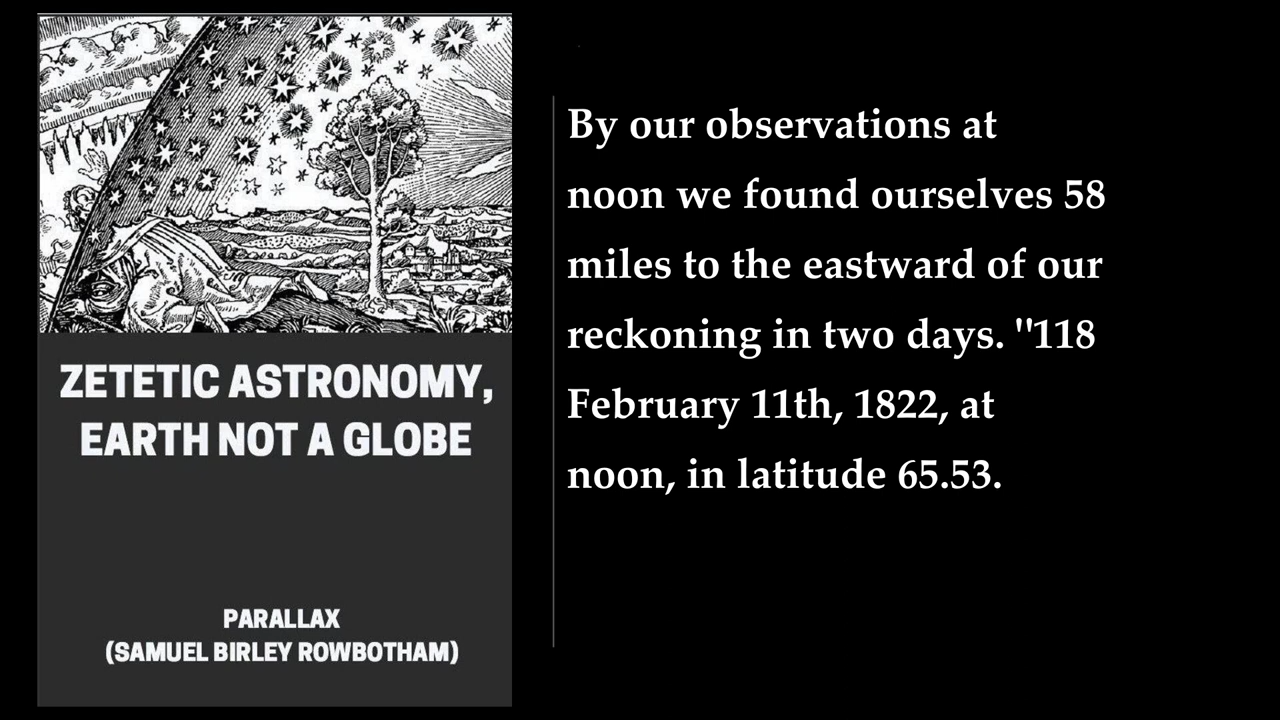 ZETETIC ASTRONOMY,
EARTH NOT A GLOBE
PARALLAX
(SAMUEL BIRLEY ROWBOTHAM)
By our observations at
noon we found ourselves 58
miles to the eastward of our
reckoning in two days. "118
February 11th, 1822, at
noon, in latitude 65.53.